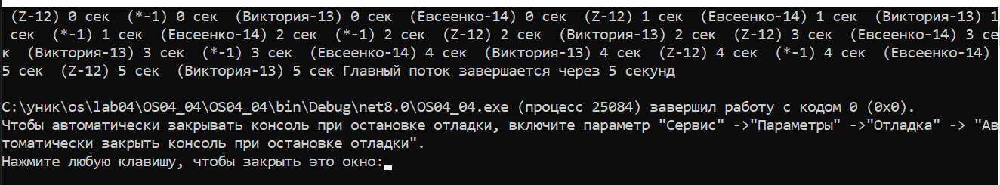 (Z-12) 0 сек  (*-1) 0 сек  (Виктория-13) 0 сек  (Евсеенко-14) 0 сек  (Z-12) 1 сек  (Евсеенко-14) 1 сек  (Виктория-13) 1
сек  (*-1) 1 сек  (Евсеенко-14) 2 сек  (*-1) 2 сек  (Z-12) 2 сек  (Виктория-13) 2 сек  (Z-12) 3 сек  (Евсеенко-14) 3 се
к  (Виктория-13) 3 сек  (*-1) 3 сек  (Евсеенко-14) 4 сек  (Виктория-13) 4 сек  (Z-12) 4 сек  (*-1) 4 сек  (Евсеенко-14)
5 сек  (Z-12) 5 сек  (Виктория-13) 5 сек Главный поток завершается через 5 секунд
C:\уник\os\lab04\OS04_04\OS04_04\bin\Debug\net8.0\OS04_04.exe (процесс 25084) завершил работу с кодом 0 (0x0).
Чтобы автоматически закрывать консоль при остановке отладки, включите параметр "Сервис" ->"Параметры" ->"Отладка" -> "Ав
томатически закрыть консоль при остановке отладки".
Нажмите любую клавишу, чтобы закрыть это окно: